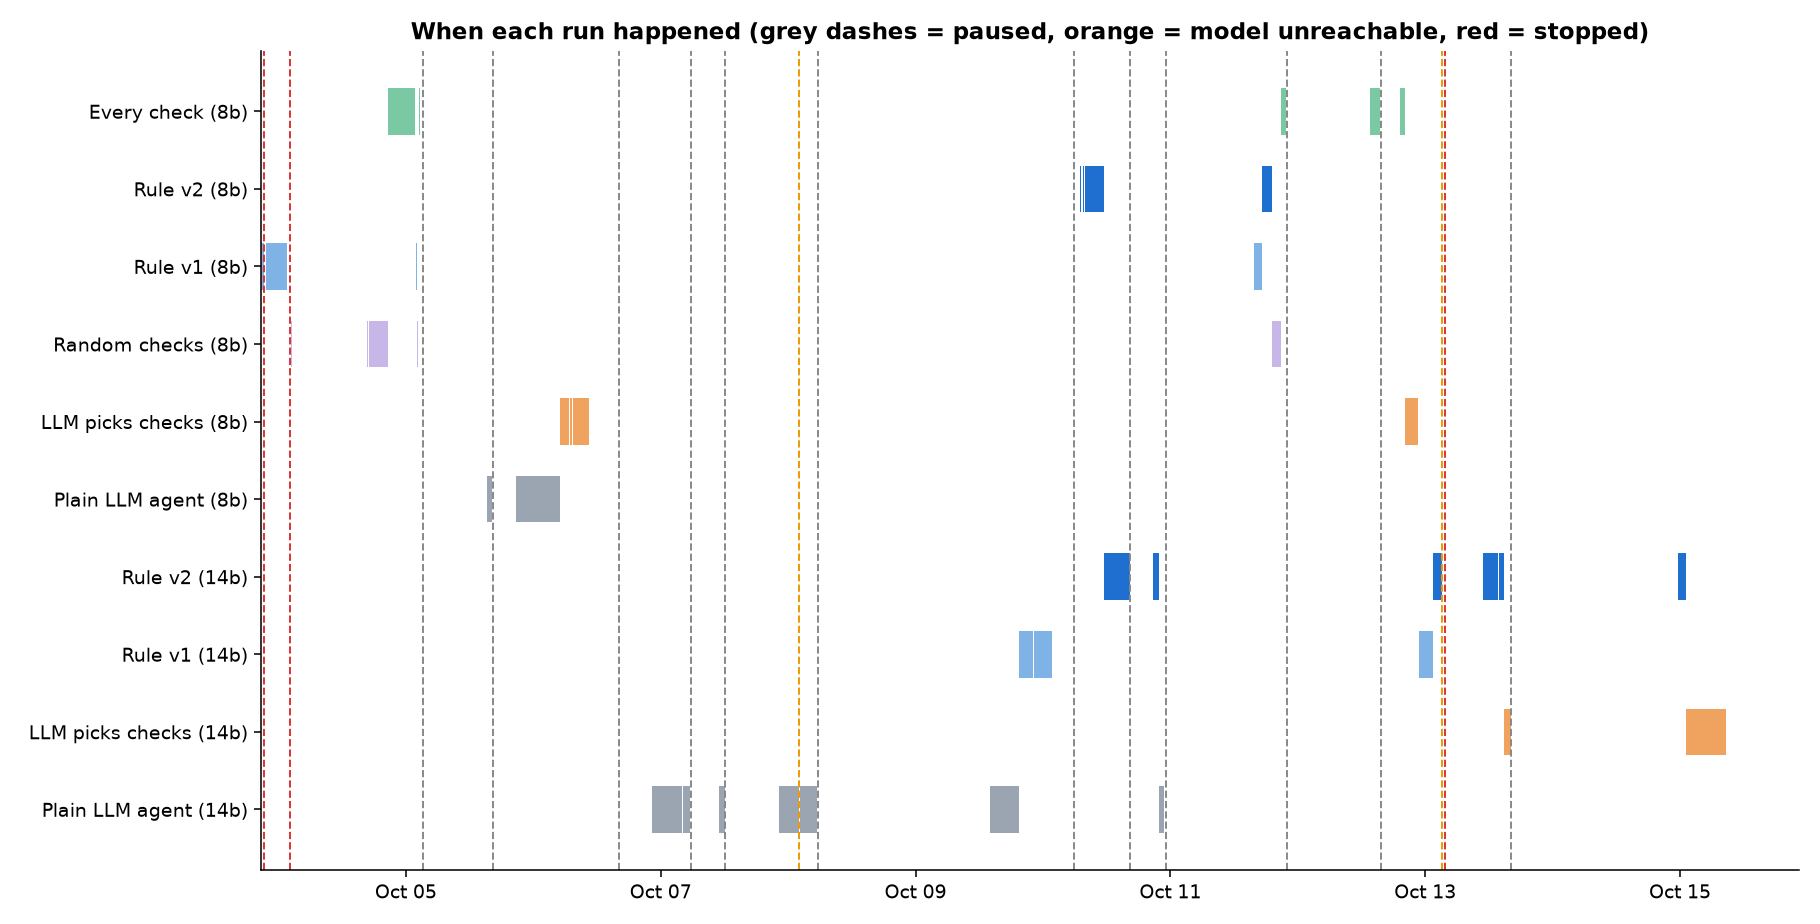 When each run happened (grey dashes = paused, orange = model unreachable, red = stopped)
Every check (8b)
Rule v2 (8b)
Rule v1 (8b)
Random checks (8b)
LLM picks checks (8b)
Plain LLM agent (8b)
Rule v2 (14b)
Rule v1 (14b)
LLM picks checks (14b)
Plain LLM agent (14b)
Oct 05 Oct 07 Oct 09 Oct 11 Oct 13 Oct 15